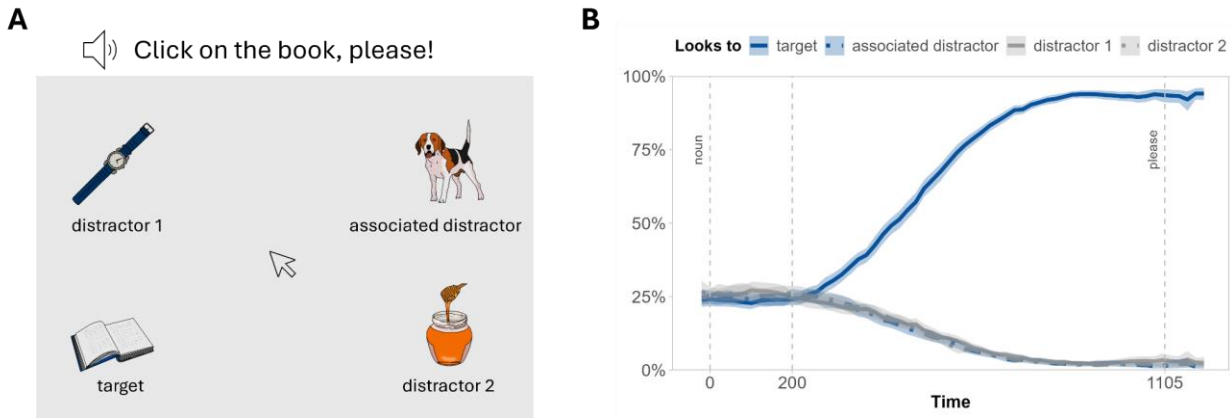 A
Click on the book, please!
distractor 1
associated distractor
target
distractor 2
B
Looks to target associated distractor distractor 1 distractor 2
100%
75%
50%
25%
0%
noun
please
0 200 1105
Time